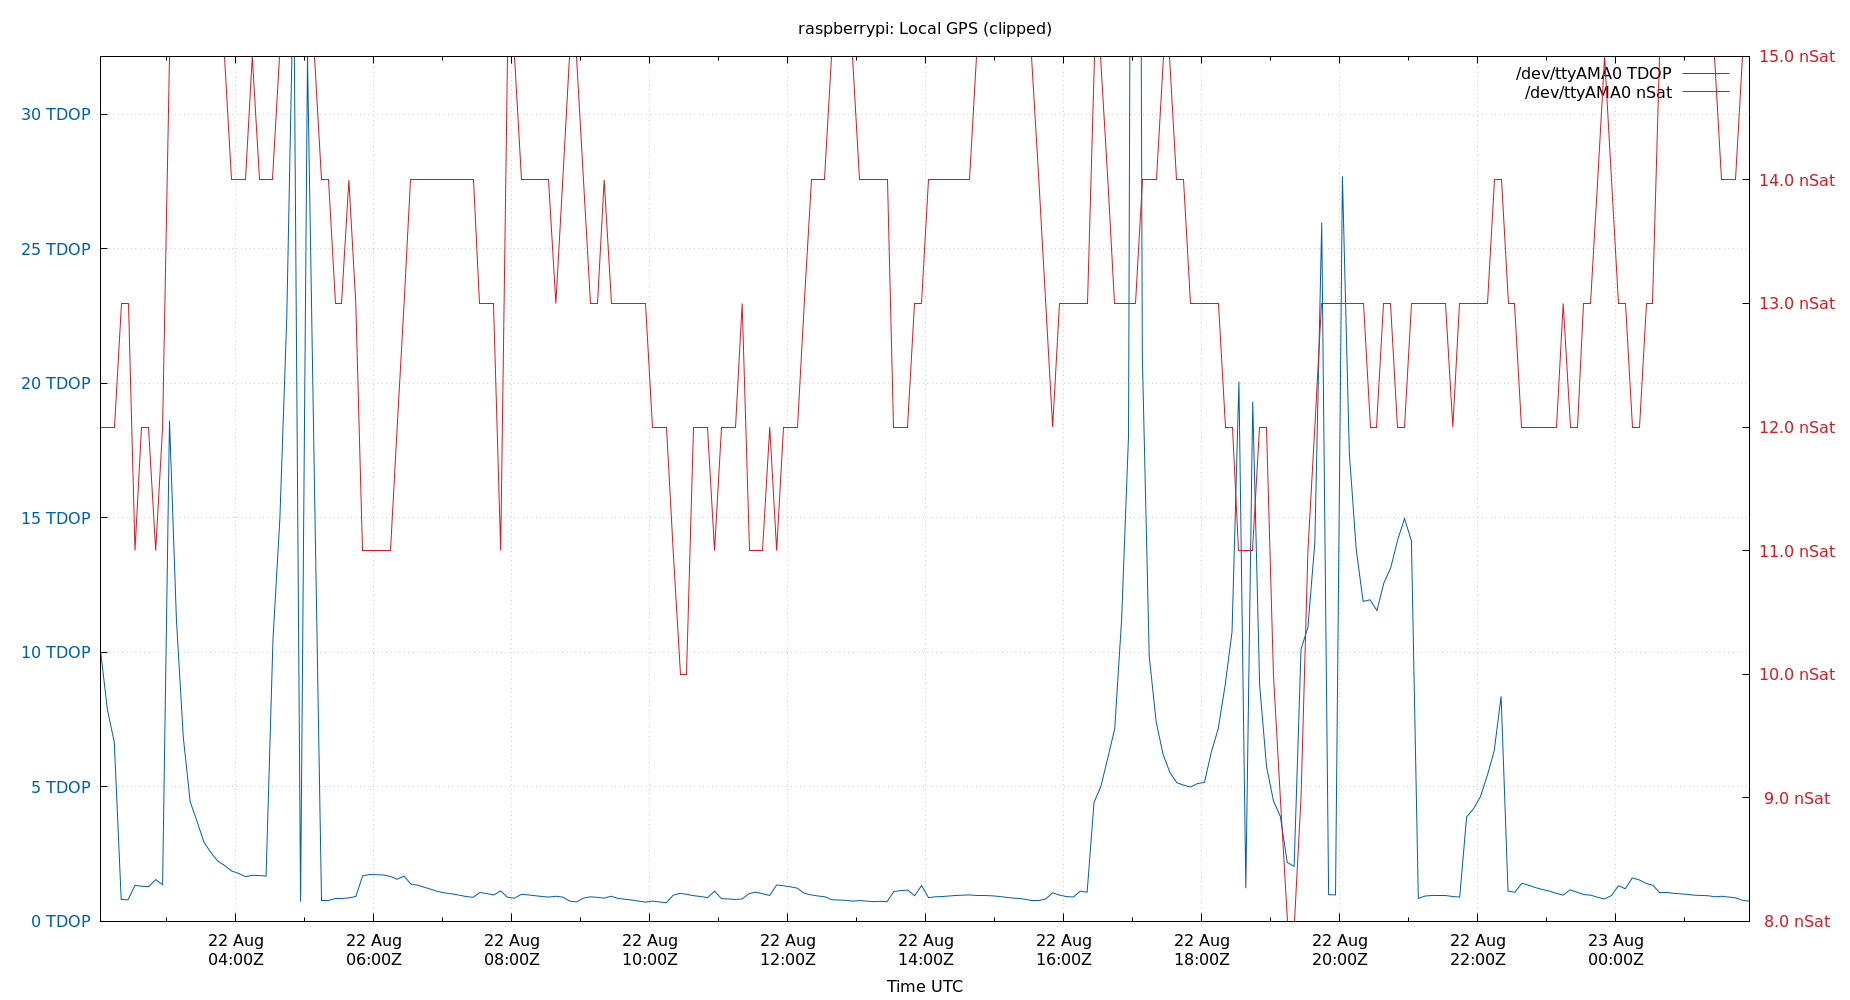 raspberrypi: Local GPS (clipped)
/dev/ttyAMA0 TDOP
/dev/ttyAMA0 nSat
30 TDOP
25 TDOP
20 TDOP
15 TDOP
10 TDOP
5 TDOP
0 TDOP
15.0 nSat
14.0 nSat
13.0 nSat
12.0 nSat
11.0 nSat
10.0 nSat
9.0 nSat
8.0 nSat
22 Aug
04:00Z
22 Aug
06:00Z
22 Aug
08:00Z
22 Aug
10:00Z
22 Aug
12:00Z
22 Aug
14:00Z
22 Aug
16:00Z
22 Aug
18:00Z
22 Aug
20:00Z
22 Aug
22:00Z
23 Aug
00:00Z
Time UTC